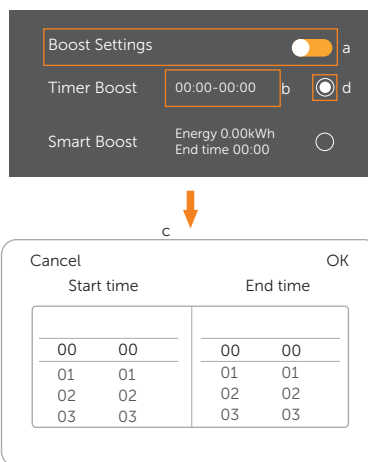 Boost Settings a
Timer Boost 00:00-00:00 b d
Smart Boost Energy 0.00kWh
End time 00:00
c
Cancel OK
Start time End time
00 00 00 00
01 01 01 01
02 02 02 02
03 03 03 03